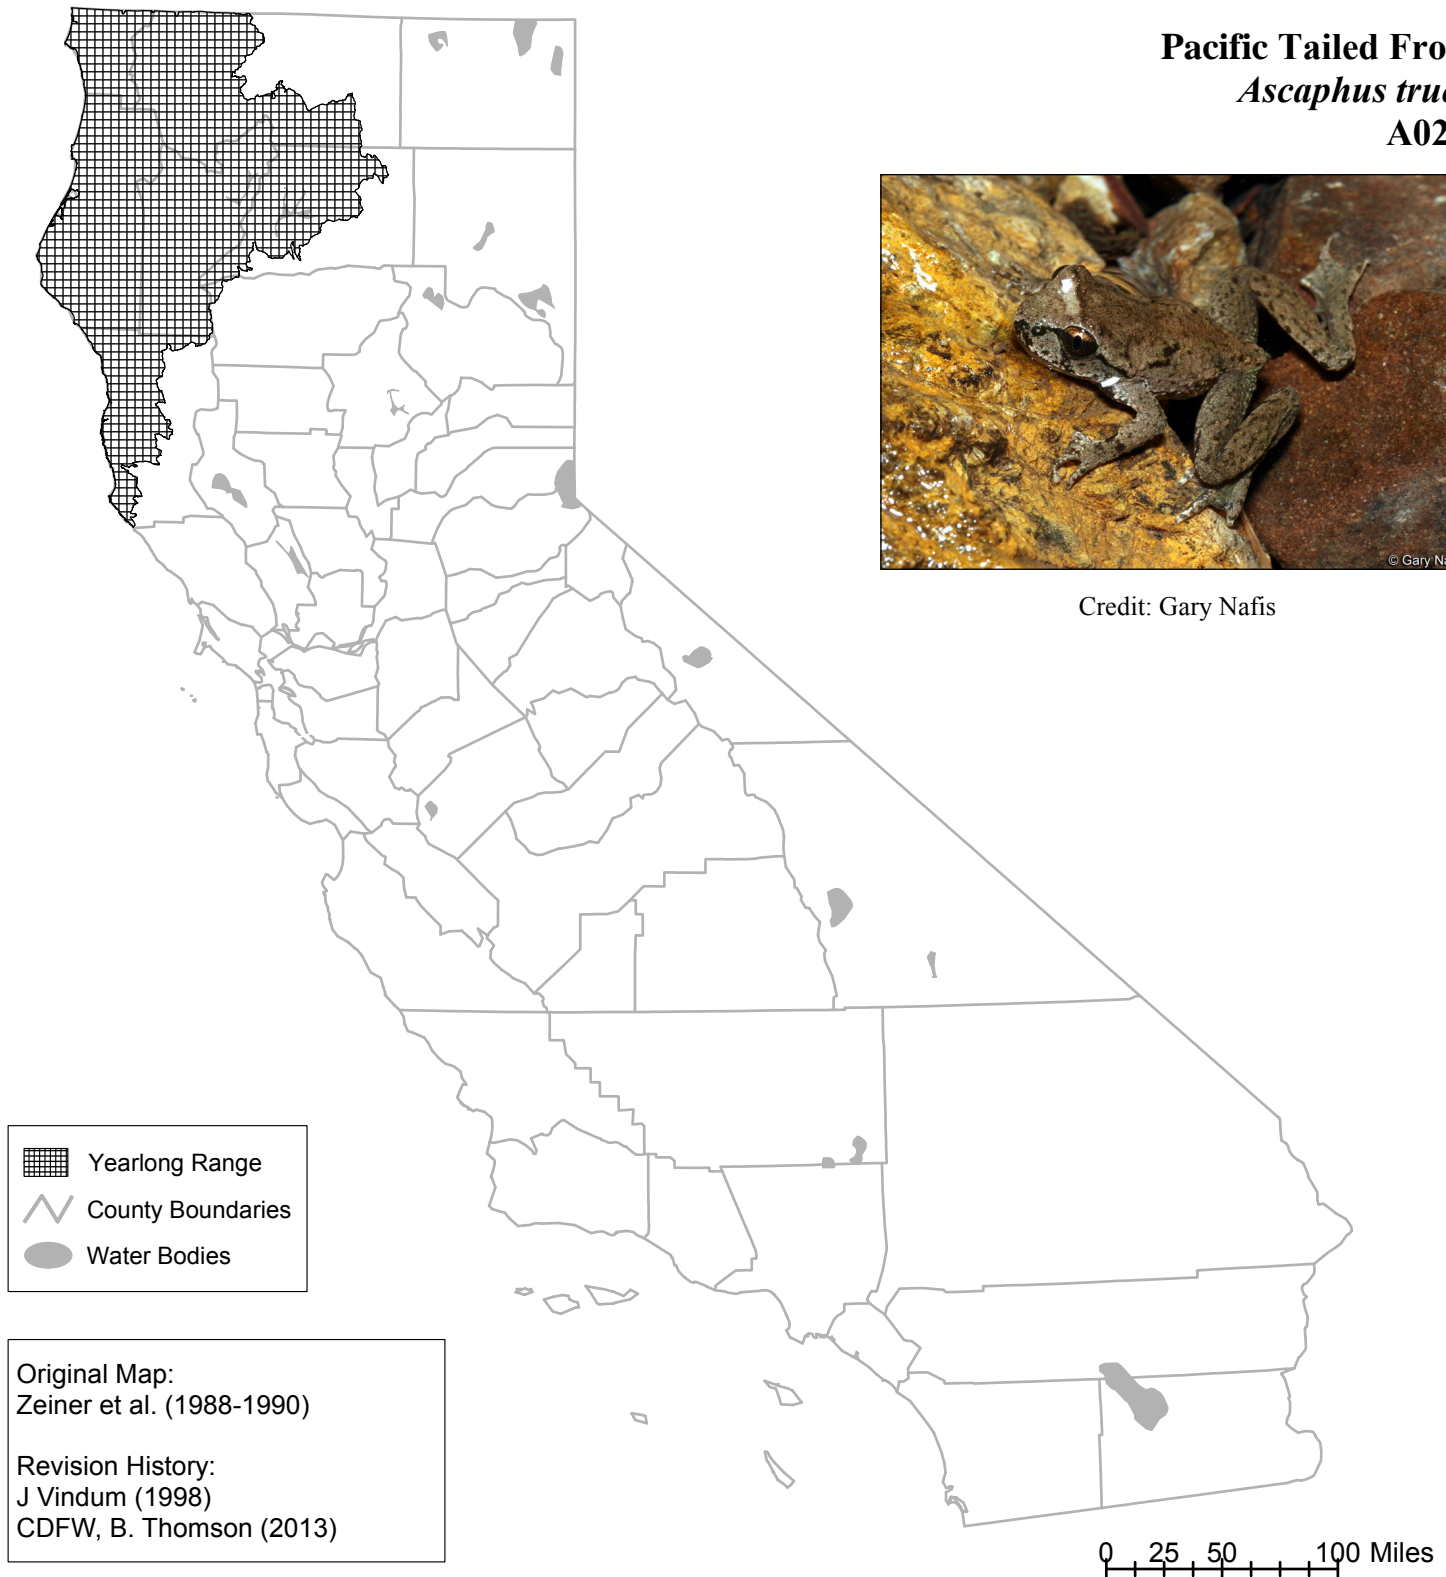 Pacific Tailed Fro
Ascaphus true
A02
© Gary Na
Credit: Gary Nafis
Yearlong Range
County Boundaries
Water Bodies
Original Map:
Zeiner et al. (1988-1990)
Revision History:
J Vindum (1998)
CDFW, B. Thomson (2013)
0 25 50 100 Miles